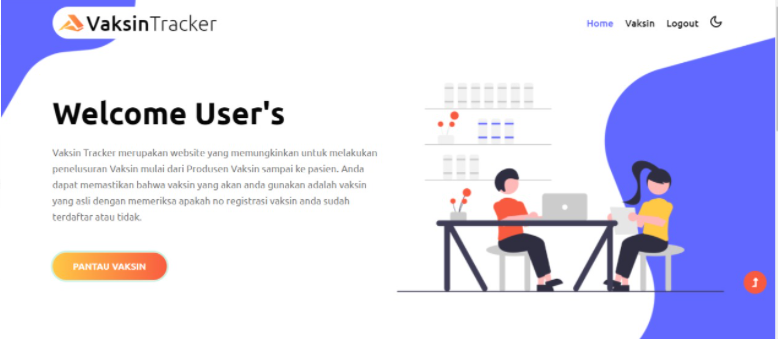 VaksinTracker
Home Vaksin Logout
Welcome User's
Vaksin Tracker merupakan website yang memungkinkan untuk melakukan
penelusuran Vaksin mulai dari Produsen Vaksin sampai ke pasien. Anda
dapat memastikan bahwa vaksin yang akan anda gunakan adalah vaksin
yang asli dengan memeriksa apakah no registrasi vaksin anda sudah
terdaftar atau tidak.
PANTAU VAKSIN